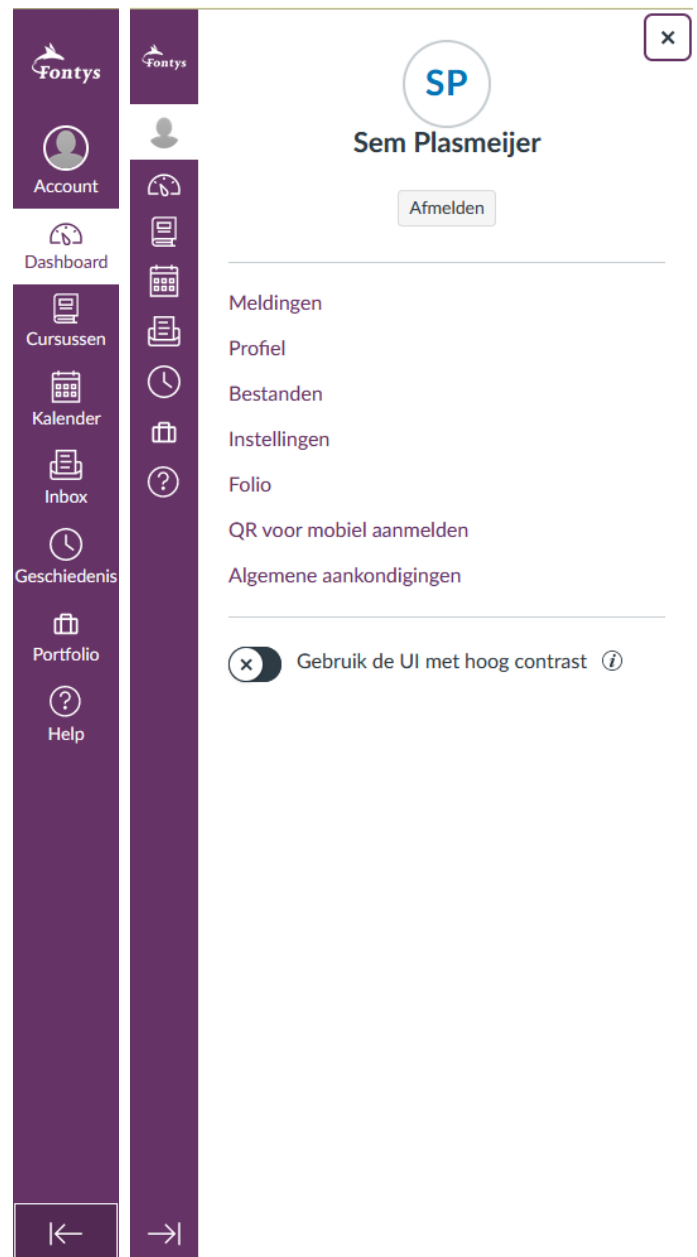 Fontys
Account
Dashboard
Cursussen
Kalender
Inbox
Geschiedenis
Portfolio
Help
Fontys
SP
Sem Plasmeijer
Afmelden
Meldingen
Profiel
Bestanden
Instellingen
Folio
QR voor mobiel aanmelden
Algemene aankondigingen
Gebruik de UI met hoog contrast